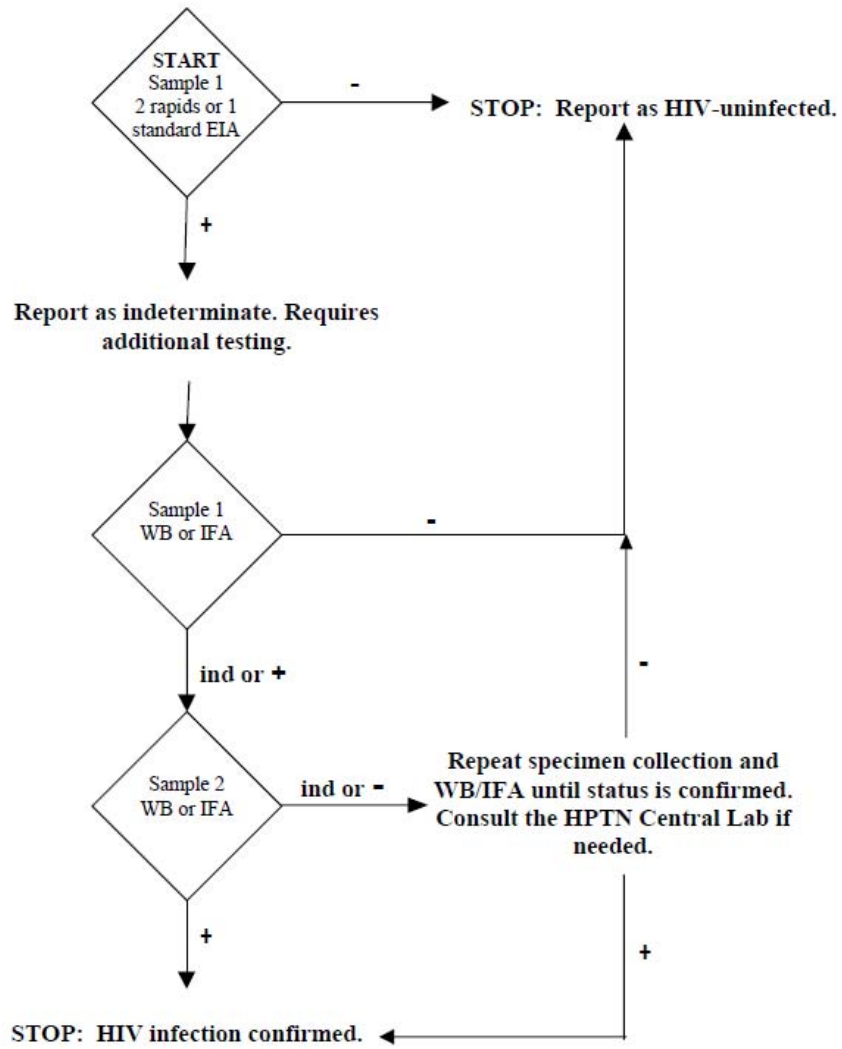 START
Sample 1
2 rapids or 1
standard EIA
-
STOP: Report as HIV-uninfected.
+
Report as indeterminate. Requires
additional testing.
Sample 1
WB or IFA
-
ind or +
-
Sample 2
WB or IFA
ind or -
Repeat specimen collection and
WB/IFA until status is confirmed.
Consult the HPTN Central Lab if
needed.
+
+
STOP: HIV infection confirmed.